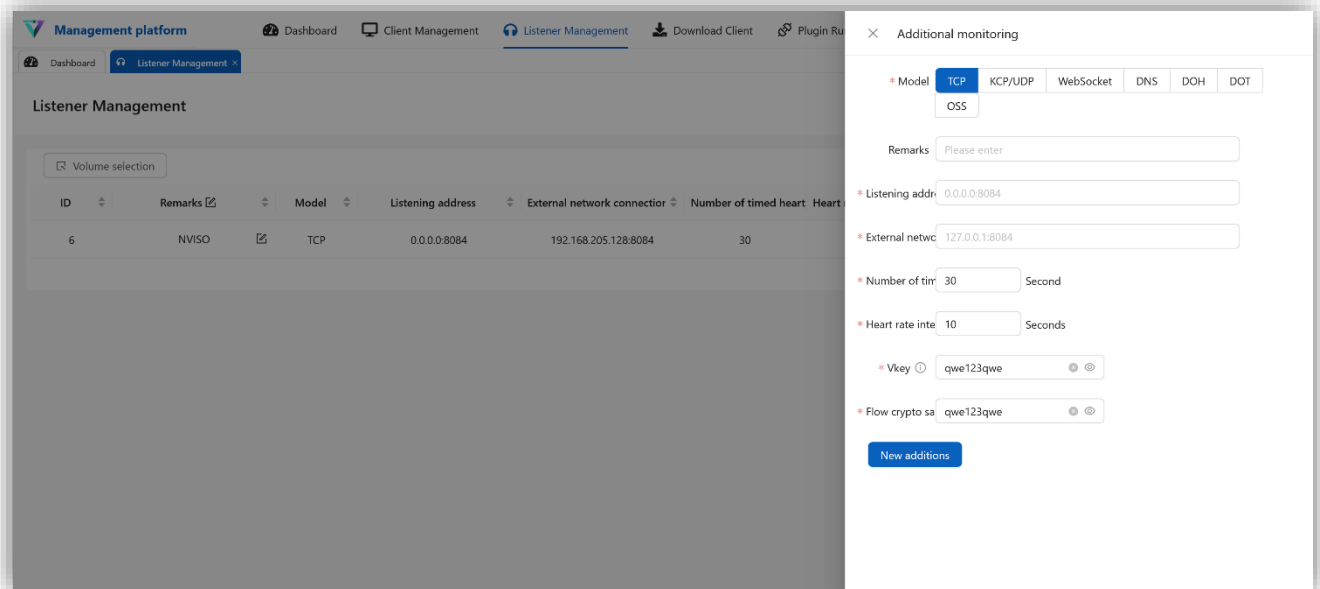 Management platform Dashboard Client Management Listener Management Download Client Plugin Ru
Dashboard Listener Management ×
Listener Management
Volume selection
ID Remarks Model Listening address External network connection Number of timed heart Heart
6 NVISO TCP 0.0.0.0:8084 192.168.205.128:8084 30
Additional monitoring
* Model TCP KCP/UDP WebSocket DNS DOH DOT
OSS
Remarks Please enter
* Listening addr 0.0.0.0:8084
* External netwo 127.0.0.1:8084
* Number of tim 30 Second
* Heart rate inte 10 Seconds
* Vkey qwe123qwe
* Flow crypto sa qwe123qwe
New additions